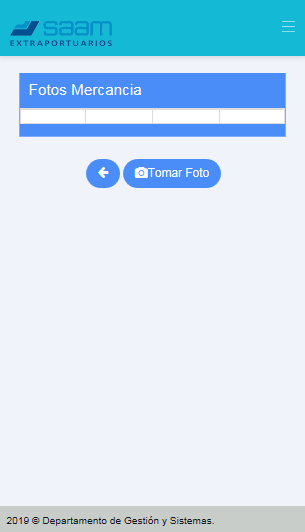 saam
EXTRAPORTUARIOS
Fotos Mercancia
Tomar Foto
2019 © Departamento de Gestión y Sistemas.